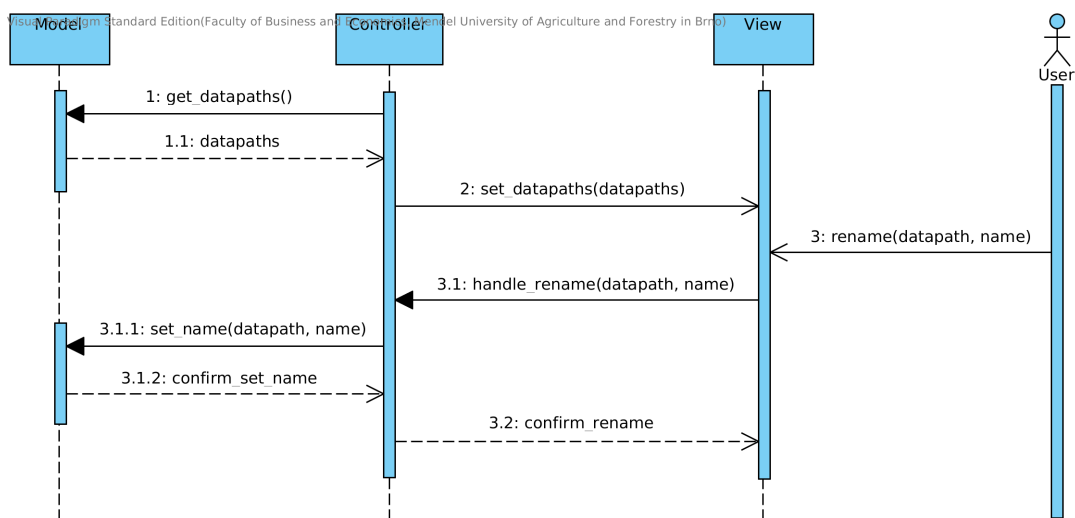 Visual Paradigm Standard Edition(Faculty of Business and Economics, Mendel University of Agriculture and Forestry in Brno)
Model
Controller
View
User
1: get_datapaths()
1.1: datapaths
2: set_datapaths(datapaths)
3: rename(datapath, name)
3.1: handle_rename(datapath, name)
3.1.1: set_name(datapath, name)
3.1.2: confirm_set_name
3.2: confirm_rename